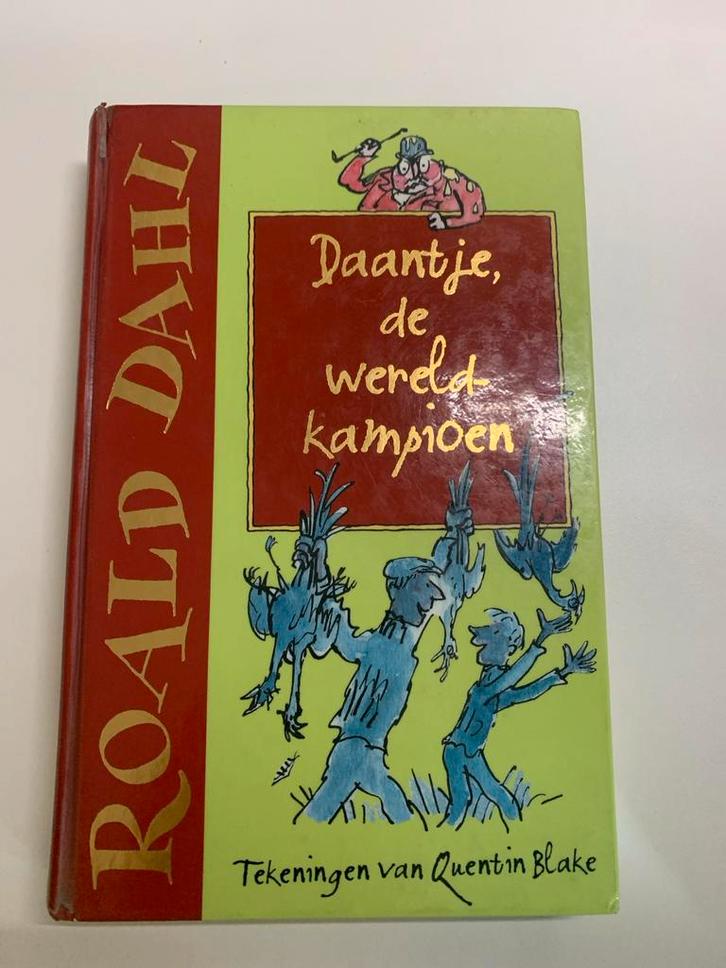 ROALD DAHL
Daantje,
de
wereld-
kampioen
Tekeningen van Quentin Blake